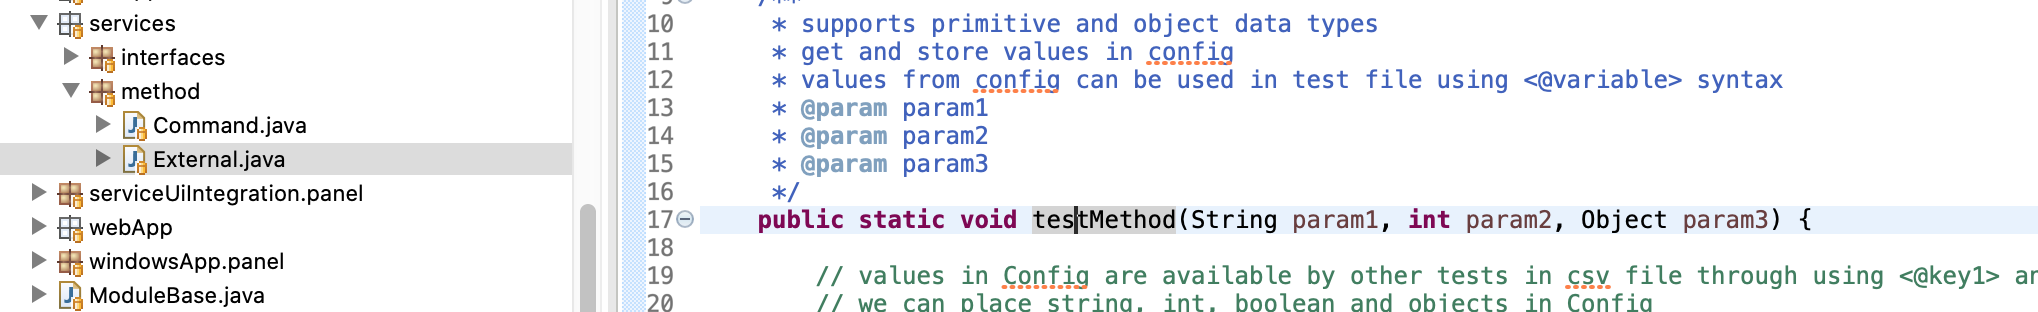 services
interfaces
method
Command.java
External.java
serviceUiIntegration.panel
webApp
windowsApp.panel
ModuleBase.java
10 * supports primitive and object data types
11 * get and store values in config
12 * values from config can be used in test file using <@variable> syntax
13 * @param param1
14 * @param param2
15 * @param param3
16 */
17 public static void testMethod(String param1, int param2, Object param3) {
18
19 // values in Config are available by other tests in csv file through using <@key1> an
20 // we can place string, int, boolean and objects in Config